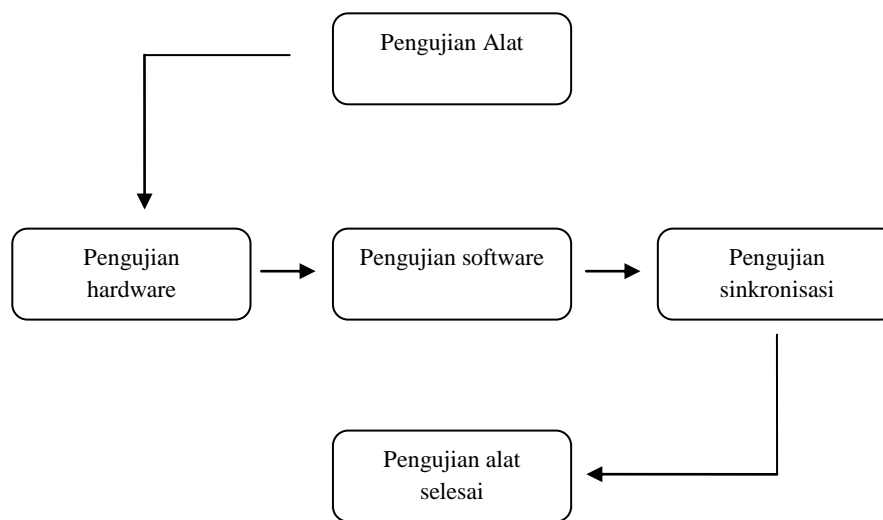 Pengujian Alat
Pengujian
hardware
Pengujian software
Pengujian
sinkronisasi
Pengujian alat
selesai